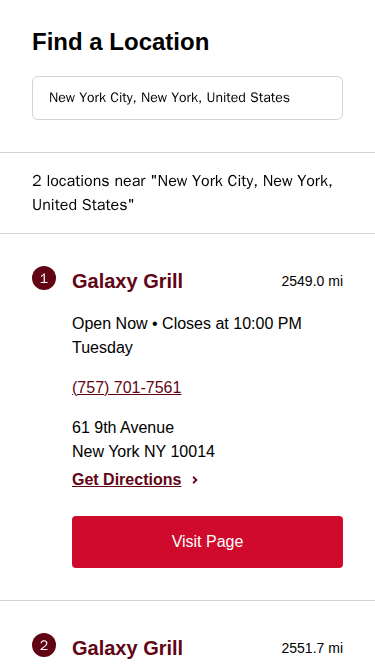 Find a Location
New York City, New York, United States
2 locations near "New York City, New York,
United States"
1 Galaxy Grill 2549.0 mi
Open Now • Closes at 10:00 PM
Tuesday
(757) 701-7561
61 9th Avenue
New York NY 10014
Get Directions ›
Visit Page
2 Galaxy Grill 2551.7 mi